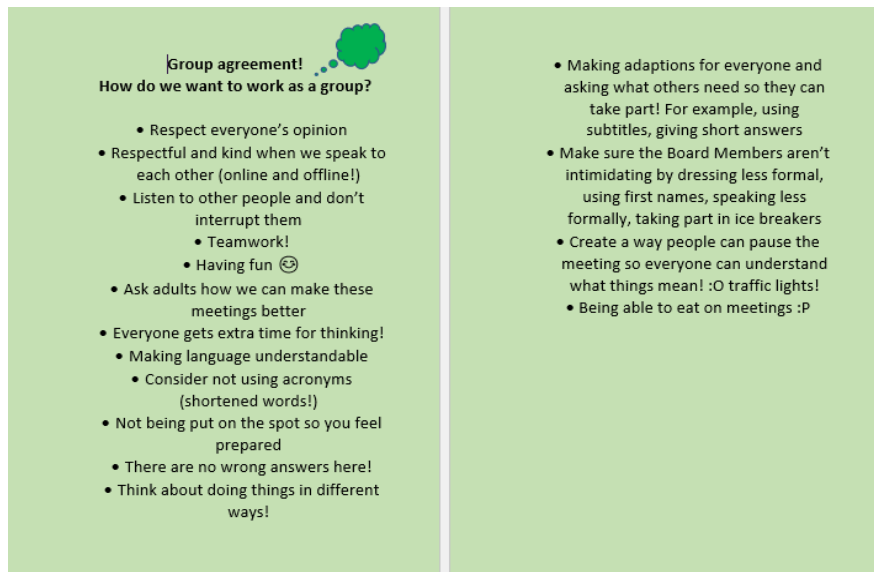 Group agreement!
How do we want to work as a group?
• Respect everyone’s opinion
• Respectful and kind when we speak to
each other (online and offline!)
• Listen to other people and don’t
interrupt them
• Teamwork!
• Having fun 😊
• Ask adults how we can make these
meetings better
• Everyone gets extra time for thinking!
• Making language understandable
• Consider not using acronyms
(shortened words!)
• Not being put on the spot so you feel
prepared
• There are no wrong answers here!
• Think about doing things in different
ways!
• Making adaptions for everyone and
asking what others need so they can
take part! For example, using
subtitles, giving short answers
• Make sure the Board Members aren’t
intimidating by dressing less formal,
using first names, speaking less
formally, taking part in ice breakers
• Create a way people can pause the
meeting so everyone can understand
what things mean! :O traffic lights!
• Being able to eat on meetings :P